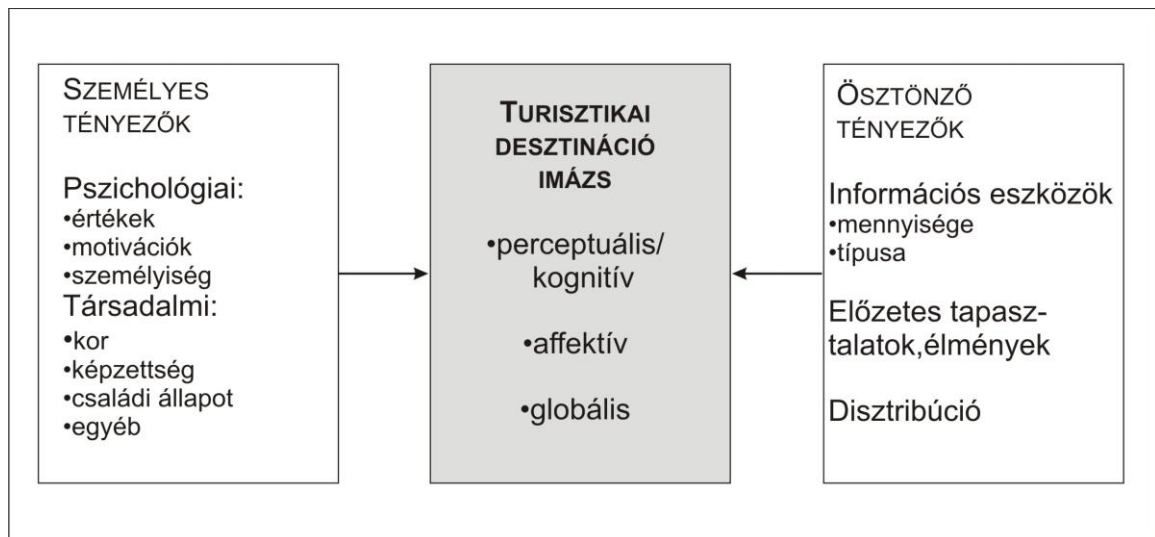 SZEMÉLYES
TÉNYEZŐK
Pszichológiai:
•értékek
•motivációk
•személyiség
Társadalmi:
•kor
•képzettség
•családi állapot
•egyéb
TURISZTIKAI
DESZTINÁCIÓ
IMÁZS
•perceptuális/
kognitív
•affektív
•globális
ÖSZTÖNZŐ
TÉNYEZŐK
Információs eszközök
•mennyisége
•típusa
Előzetes tapasz-
talatok,élmények
Disztribúció